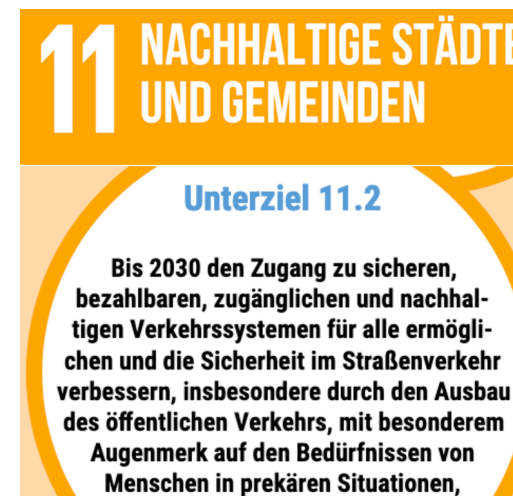 11
NACHHALTIGE STÄDTE
UND GEMEINDEN
Unterziel 11.2
Bis 2030 den Zugang zu sicheren,
bezahlbaren, zugänglichen und nachhal-
tigen Verkehrssystemen für alle ermögli-
chen und die Sicherheit im Straßenverkehr
verbessern, insbesondere durch den Ausbau
des öffentlichen Verkehrs, mit besonderem
Augenmerk auf den Bedürfnissen von
Menschen in prekären Situationen,